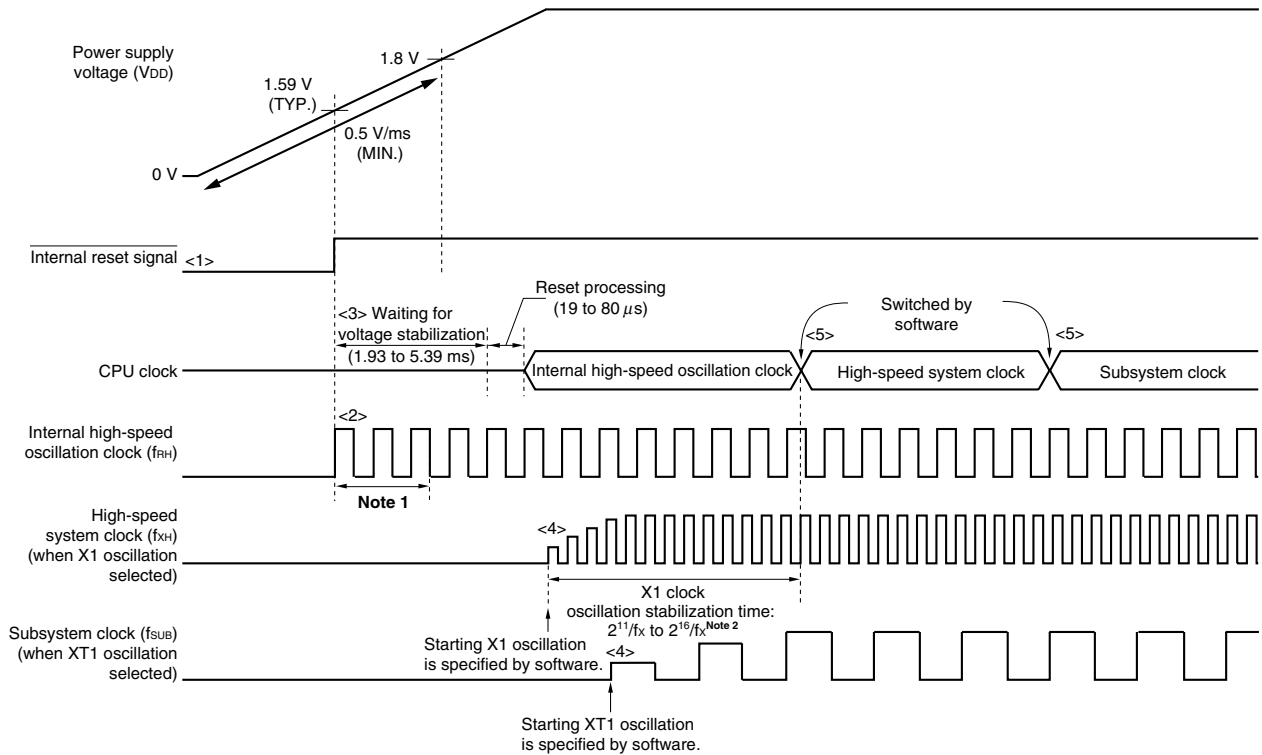 Power supply
voltage (VDD)
1.8 V
1.59 V
(TYP.)
0.5 V/ms
(MIN.)
0 V
Internal reset signal
<1>
Reset processing
(19 to 80 μs)
<3> Waiting for
voltage stabilization
(1.93 to 5.39 ms)
Switched by
software
<5>
<5>
CPU clock
Internal high-speed oscillation clock
High-speed system clock
Subsystem clock
Internal high-speed
oscillation clock (fRH)
<2>
Note 1
High-speed
system clock (fXH)
(when X1 oscillation
selected)
<4>
X1 clock
oscillation stabilization time:
2^11/fX to 2^16/fX Note 2
Starting X1 oscillation
is specified by software.
Subsystem clock (fSUB)
(when XT1 oscillation
selected)
<4>
Starting XT1 oscillation
is specified by software.